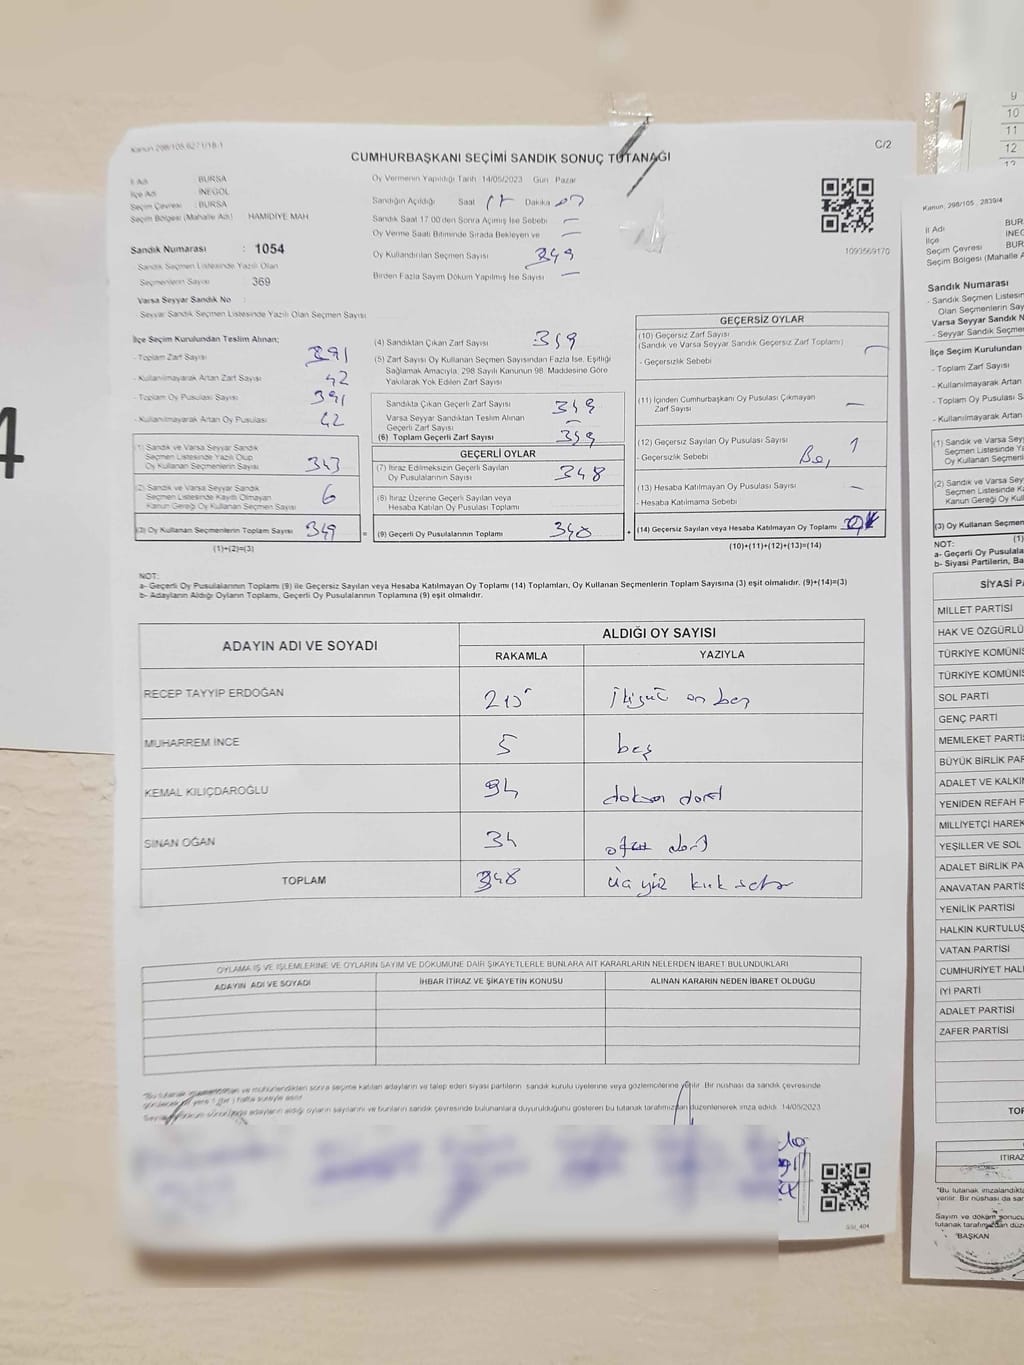 Kanun 298/105.6271/18-1
C/2
CUMHURBAŞKANI SEÇİMİ SANDIK SONUÇ TUTANAĞI
İl Adı : BURSA
İlçe Adı : İNEGÖL
Seçim Çevresi : BURSA
Seçim Bölgesi (Mahalle Adı) : HAMİDİYE MAH
Sandık Numarası : 1054
- Sandık Seçmen Listesinde Yazılı Olan
Seçmenlerin Sayısı 369
Varsa Seyyar Sandık No :
- Seyyar Sandık Seçmen Listesinde Yazılı Olan Seçmen Sayısı
Oy Vermenin Yapıldığı Tarih 14/05/2023 Gün Pazar
Sandığın Açıldığı Saat 17 Dakika 07
Sandık Saat 17:00'den Sonra Açılmış İse Sebebi —
Oy Verme Saati Bitiminde Sırada Bekleyen ve —
Oy Kullandırılan Seçmen Sayısı 349
Birden Fazla Sayım Döküm Yapılmış İse Sayısı —
1093569170
İlçe Seçim Kurulundan Teslim Alınan;
- Toplam Zarf Sayısı 391
- Kullanılmayarak Artan Zarf Sayısı 42
- Toplam Oy Pusulası Sayısı 391
- Kullanılmayarak Artan Oy Pusulası 42
(1) Sandık ve Varsa Seyyar Sandık
Seçmen Listesinde Yazılı Olup
Oy Kullanan Seçmenlerin Sayısı 343
(2) Sandık ve Varsa Seyyar Sandık
Seçmen Listesinde Kayıtlı Olmayan
Kanun Gereği Oy Kullanan Seçmen Sayısı 6
(3) Oy Kullanan Seçmenlerin Toplam Sayısı 349
(1)+(2)=(3)
(4) Sandıktan Çıkan Zarf Sayısı 349
(5) Zarf Sayısı Oy Kullanan Seçmen Sayısından Fazla İse, Eşitliği
Sağlamak Amacıyla, 298 Sayılı Kanunun 98. Maddesine Göre
Yakılarak Yok Edilen Zarf Sayısı
Sandıkta Çıkan Geçerli Zarf Sayısı 349
Varsa Seyyar Sandıktan Teslim Alınan
Geçerli Zarf Sayısı —
(6) Toplam Geçerli Zarf Sayısı 349
GEÇERLİ OYLAR
(7) İtiraz Edilmeksizin Geçerli Sayılan
Oy Pusulalarının Sayısı 348
(8) İtiraz Üzerine Geçerli Sayılan veya
Hesaba Katılan Oy Pusulası Toplamı
= (9) Geçerli Oy Pusulalarının Toplamı 348
GEÇERSİZ OYLAR
(10) Geçersiz Zarf Sayısı
(Sandık ve Varsa Seyyar Sandık Geçersiz Zarf Toplamı) —
- Geçersizlik Sebebi
(11) İçinden Cumhurbaşkanı Oy Pusulası Çıkmayan
Zarf Sayısı —
(12) Geçersiz Sayılan Oy Pusulası Sayısı 1
- Geçersizlik Sebebi Boş
(13) Hesaba Katılmayan Oy Pusulası Sayısı —
- Hesaba Katılmama Sebebi
+ (14) Geçersiz Sayılan veya Hesaba Katılmayan Oy Toplamı
(10)+(11)+(12)+(13)=(14)
NOT:
a- Geçerli Oy Pusulalarının Toplamı (9) ile Geçersiz Sayılan veya Hesaba Katılmayan Oy Toplamı (14) Toplamları, Oy Kullanan Seçmenlerin Toplam Sayısına (3) eşit olmalıdır. (9)+(14)=(3)
b- Adayların Aldığı Oyların Toplamı, Geçerli Oy Pusulalarının Toplamına (9) eşit olmalıdır.
ADAYIN ADI VE SOYADI ALDIĞI OY SAYISI
RAKAMLA YAZIYLA
RECEP TAYYİP ERDOĞAN 215 İkiyüz on beş
MUHARREM İNCE 5 beş
KEMAL KILIÇDAROĞLU 94 doksan dört
SİNAN OĞAN 34 otuz dört
TOPLAM 348 Üç yüz kırk sekiz
OYLAMA İŞ VE İŞLEMLERİNE VE OYLARIN SAYIM VE DÖKÜMÜNE DAİR ŞİKAYETLERLE BUNLARA AİT KARARLARIN NELERDEN İBARET BULUNDUKLARI
ADAYIN ADI VE SOYADI İHBAR İTİRAZ VE ŞİKAYETİN KONUSU ALINAN KARARIN NEDEN İBARET OLDUĞU
"Bu tutanak imzalandıktan ve mühürlendikten sonra seçime katılan adayların ve talep eden siyasi partilerin sandık kurulu üyelerine veya gözlemcilerine verilir. Bir nüshası da sandık çevresinde
adayların aldığı oyların sayılarını ve bunların sandık çevresinde bulunanlara duyurulduğunu gösteren bu tutanak tarafımızdan düzenlenerek imza edildi. 14/05/2023
SSİ_404
4
9
10
11
12
Kanun, 298/105 , 2839/4
İl Adı BUR
İlçe İNEG
Seçim Çevresi BUR
Seçim Bölgesi (Mahalle A
Sandık Numarası
- Sandık Seçmen Listesin
Olan Seçmenlerin Say
Varsa Seyyar Sandık N
- Seyyar Sandık Seçme
İlçe Seçim Kurulundan
- Toplam Zarf Sayısı
- Kullanılmayarak Artan
- Toplam Oy Pusulası S
- Kullanılmayarak Artan
(1) Sandık ve Varsa Seyya
Seçmen Listesinde Yazı
Oy Kullanan Seçmenler
(2) Sandık ve Varsa Seyya
Seçmen Listesinde Ka
Kanun Gereği Oy Kulla
(3) Oy Kullanan Seçmen
NOT: (1)
a- Geçerli Oy Pusulala
b- Siyasi Partilerin, Ba
SİYASİ PA
MİLLET PARTİSİ
HAK VE ÖZGÜRLÜ
TÜRKİYE KOMÜNİS
TÜRKİYE KOMÜNİS
SOL PARTİ
GENÇ PARTİ
MEMLEKET PARTİS
BÜYÜK BİRLİK PAR
ADALET VE KALKIN
YENİDEN REFAH P
MİLLİYETÇİ HAREK
YEŞİLLER VE SOL
ADALET BİRLİK PA
ANAVATAN PARTİS
YENİLİK PARTİSİ
HALKIN KURTULUŞ
VATAN PARTİSİ
CUMHURİYET HAL
İYİ PARTİ
ADALET PARTİSİ
ZAFER PARTİSİ
TOP
İTİRAZ
"Bu tutanak imzalandıkta
verilir. Bir nüshası da san
Sayım ve döküm sonucu
tutanak tarafımızdan düz
BAŞKAN